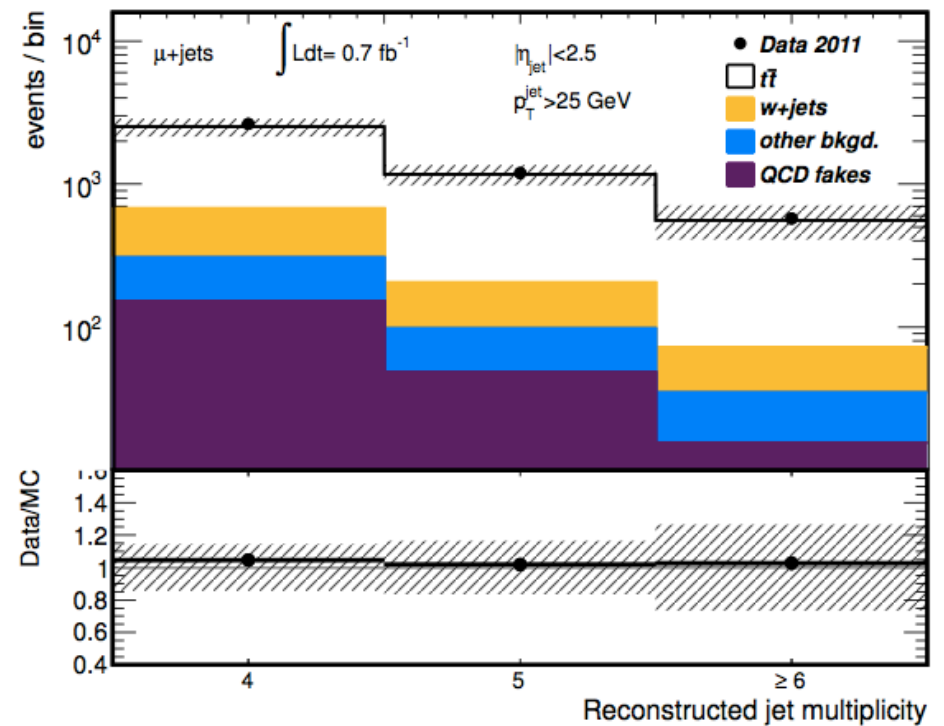 events / bin
10⁴
10³
10²
μ+jets
∫Ldt= 0.7 fb⁻¹
|η_jet|<2.5
p_T^jet>25 GeV
Data 2011
tt̄
w+jets
other bkgd.
QCD fakes
Data/MC
1.6
1.4
1.2
1
0.8
0.6
0.4
4
5
≥ 6
Reconstructed jet multiplicity